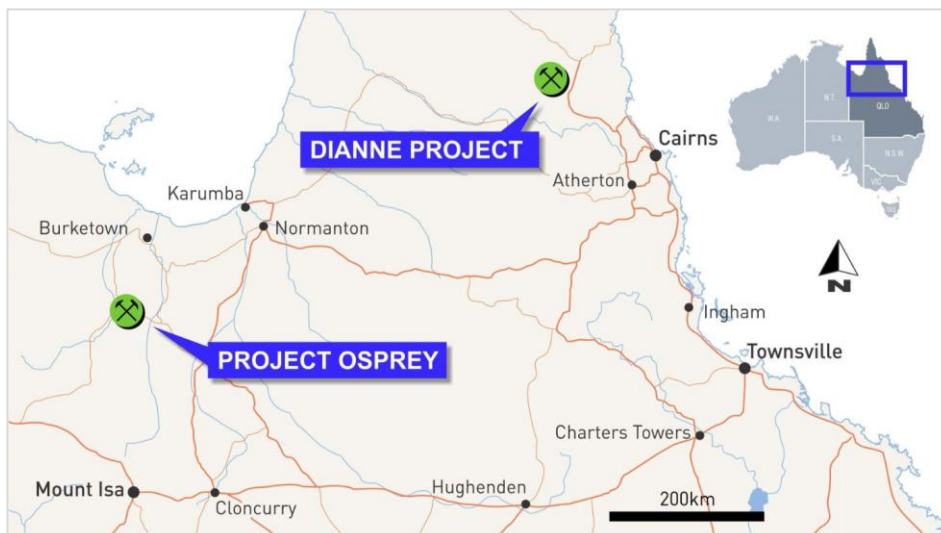 DIANNE PROJECT
Cairns
Atherton
Karumba
Normanton
Burketown
Ingham
PROJECT OSPREY
Townsville
Charters Towers
Mount Isa
Cloncurry
Hughenden
200km
W.A.
N.T.
QLD
S.A.
N.S.W
VIC
N